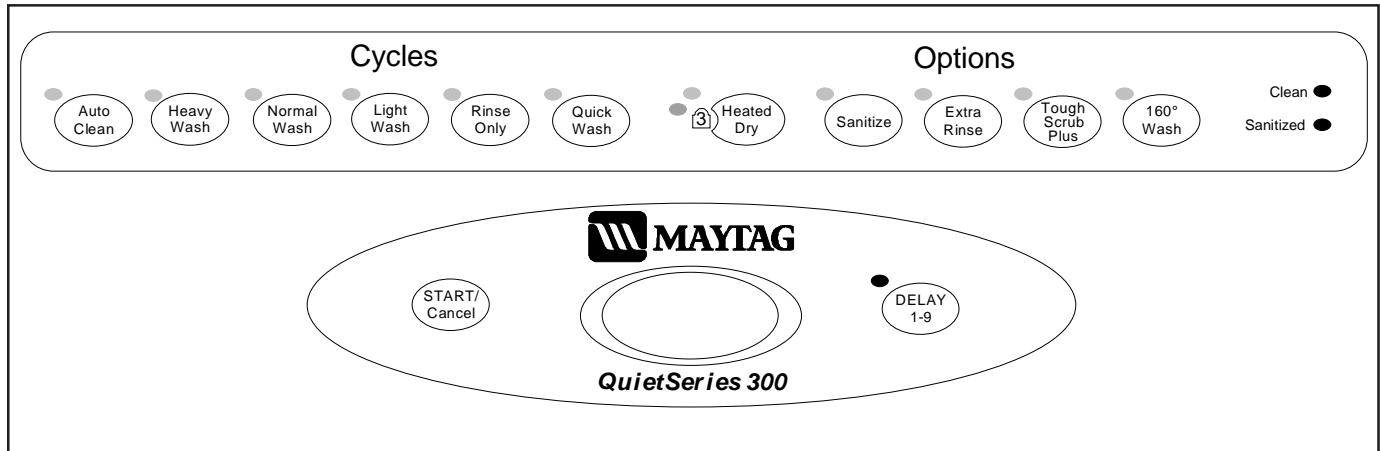 Cycles
Options
Auto
Clean
Heavy
Wash
Normal
Wash
Light
Wash
Rinse
Only
Quick
Wash
3
Heated
Dry
Sanitize
Extra
Rinse
Tough
Scrub
Plus
160°
Wash
Clean
Sanitized
MAYTAG
START/
Cancel
DELAY
1-9
QuietSeries 300